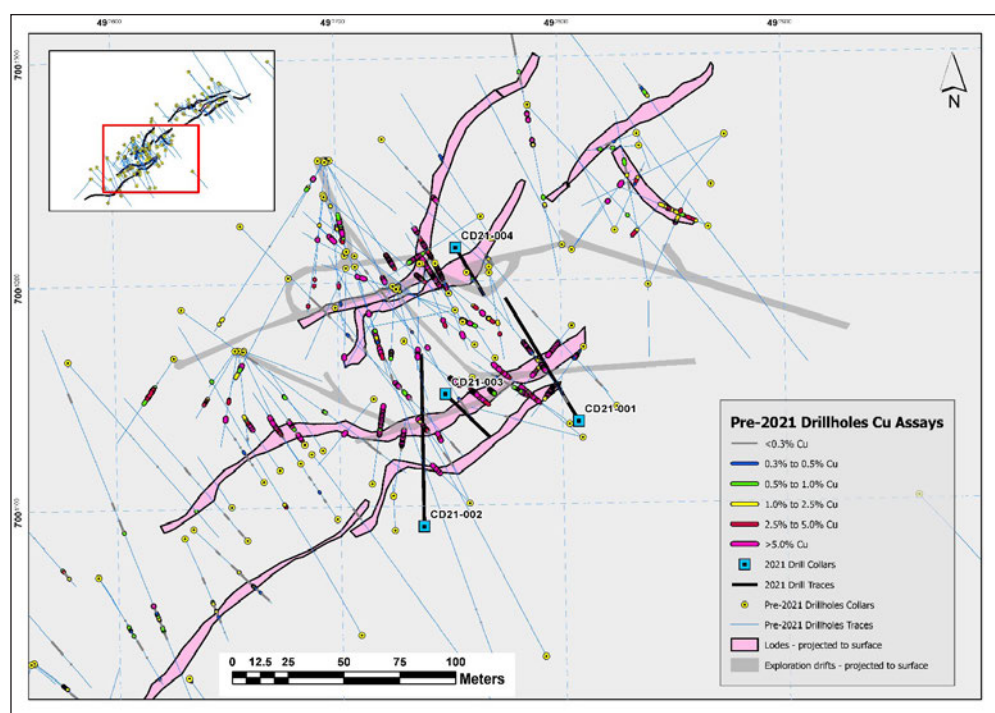 49⁵⁶⁰⁰
49⁵⁷⁰⁰
N
CD21-004
CD21-003
CD21-001
CD21-002
Pre-2021 Drillholes Cu Assays
<0.3% Cu
0.3% to 0.5% Cu
0.5% to 1.0% Cu
1.0% to 2.5% Cu
2.5% to 5.0% Cu
>5.0% Cu
2021 Drill Collars
2021 Drill Traces
Pre-2021 Drillholes Collars
Pre-2021 Drillholes Traces
Lodes - projected to surface
Exploration drifts - projected to surface
0 12.5 25 50 75 100
Meters